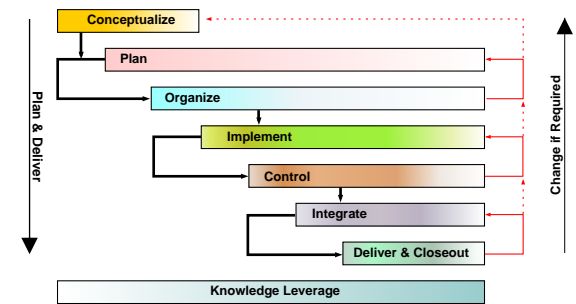 Conceptualize
Plan
Organize
Implement
Control
Integrate
Deliver & Closeout
Knowledge Leverage
Plan & Deliver
Change if Required